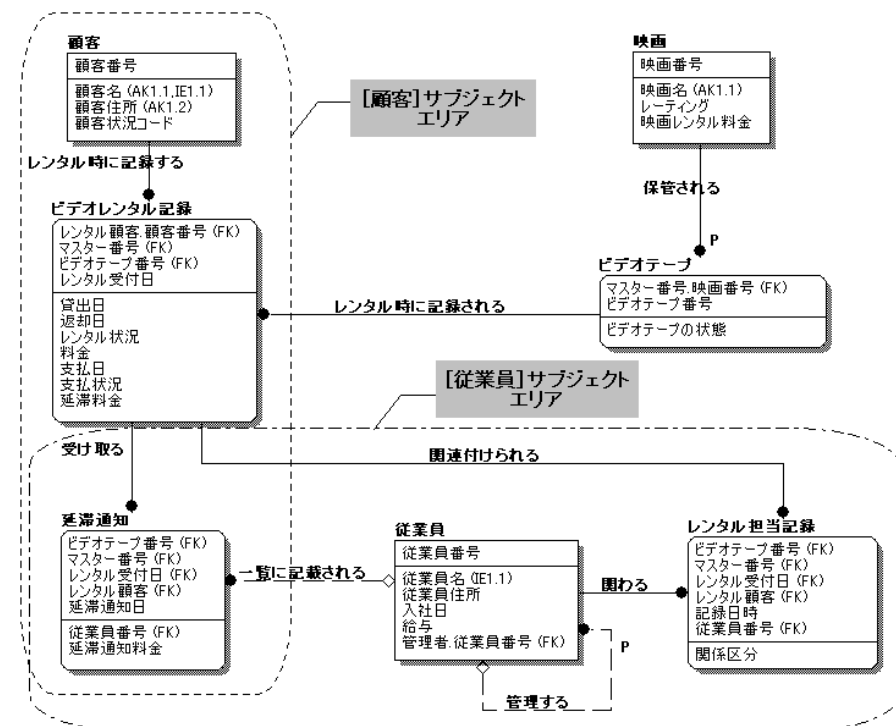 顧客
顧客番号
顧客名 (AK1.1,IE1.1)
顧客住所 (AK1.2)
顧客状況コード
映画
映画番号
映画名 (AK1.1)
レーティング
映画レンタル料金
[顧客]サブジェクト
エリア
レンタル時に記録する
保管される
P
ビデオレンタル記録
レンタル顧客.顧客番号 (FK)
マスター番号 (FK)
ビデオテープ番号 (FK)
レンタル受付日
貸出日
返却日
レンタル状況
料金
支払日
支払状況
延滞料金
レンタル時に記録される
ビデオテープ
マスター番号.映画番号 (FK)
ビデオテープ番号
ビデオテープの状態
[従業員]サブジェクト
エリア
受け取る
関連付けられる
延滞通知
ビデオテープ番号 (FK)
マスター番号 (FK)
レンタル受付日 (FK)
レンタル顧客 (FK)
延滞通知日
従業員番号 (FK)
延滞通知料金
一覧に記載される
従業員
従業員番号
従業員名 (IE1.1)
従業員住所
入社日
給与
管理者.従業員番号 (FK)
関わる
P
管理する
レンタル担当記録
ビデオテープ番号 (FK)
マスター番号 (FK)
レンタル受付日 (FK)
レンタル顧客 (FK)
記録日時
従業員番号 (FK)
関係区分